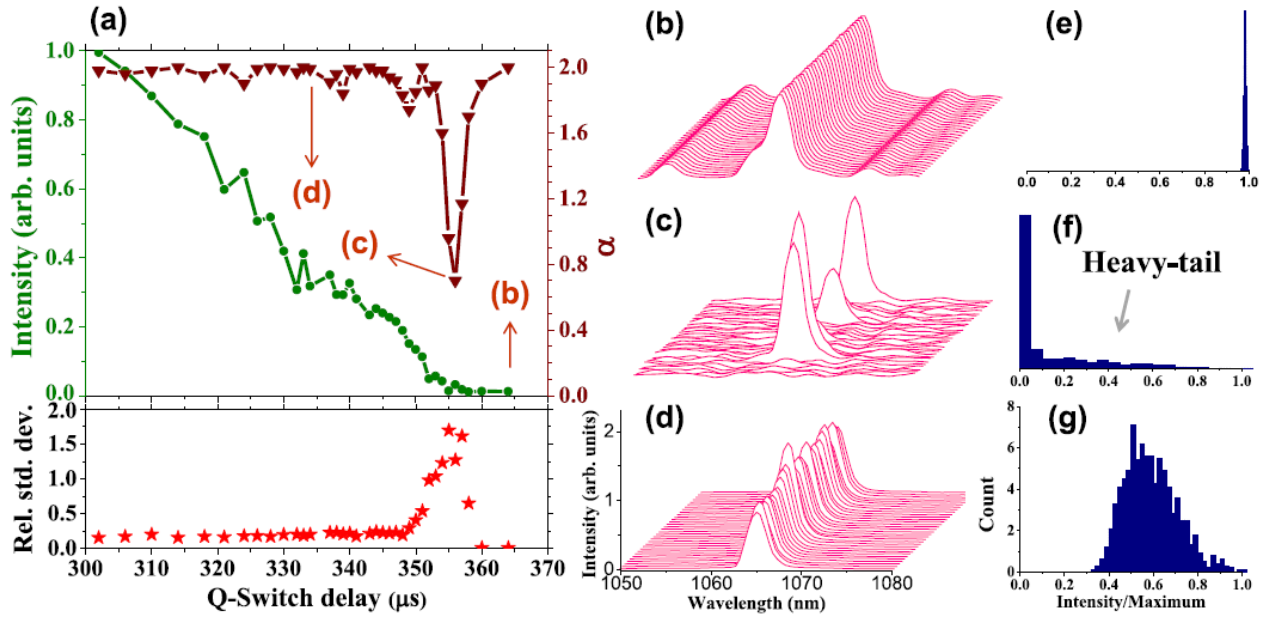 (a)
1.0
0.8
0.6
0.4
0.2
0.0
Intensity (arb. units)
2.0
1.6
1.2
0.8
0.4
0.0
α
(d)
(c)
(b)
2.0
1.5
1.0
0.5
0.0
Rel. std. dev.
300 310 320 330 340 350 360 370
Q-Switch delay (μs)
(b)
(c)
(d)
2
1
0
Intensity (arb. units)
1050 1060 1070 1080
Wavelength (nm)
(e)
0.0 0.2 0.4 0.6 0.8 1.0
(f)
Heavy-tail
0.0 0.2 0.4 0.6 0.8 1.0
(g)
8
6
4
2
0
Count
0.0 0.2 0.4 0.6 0.8 1.0
Intensity/Maximum